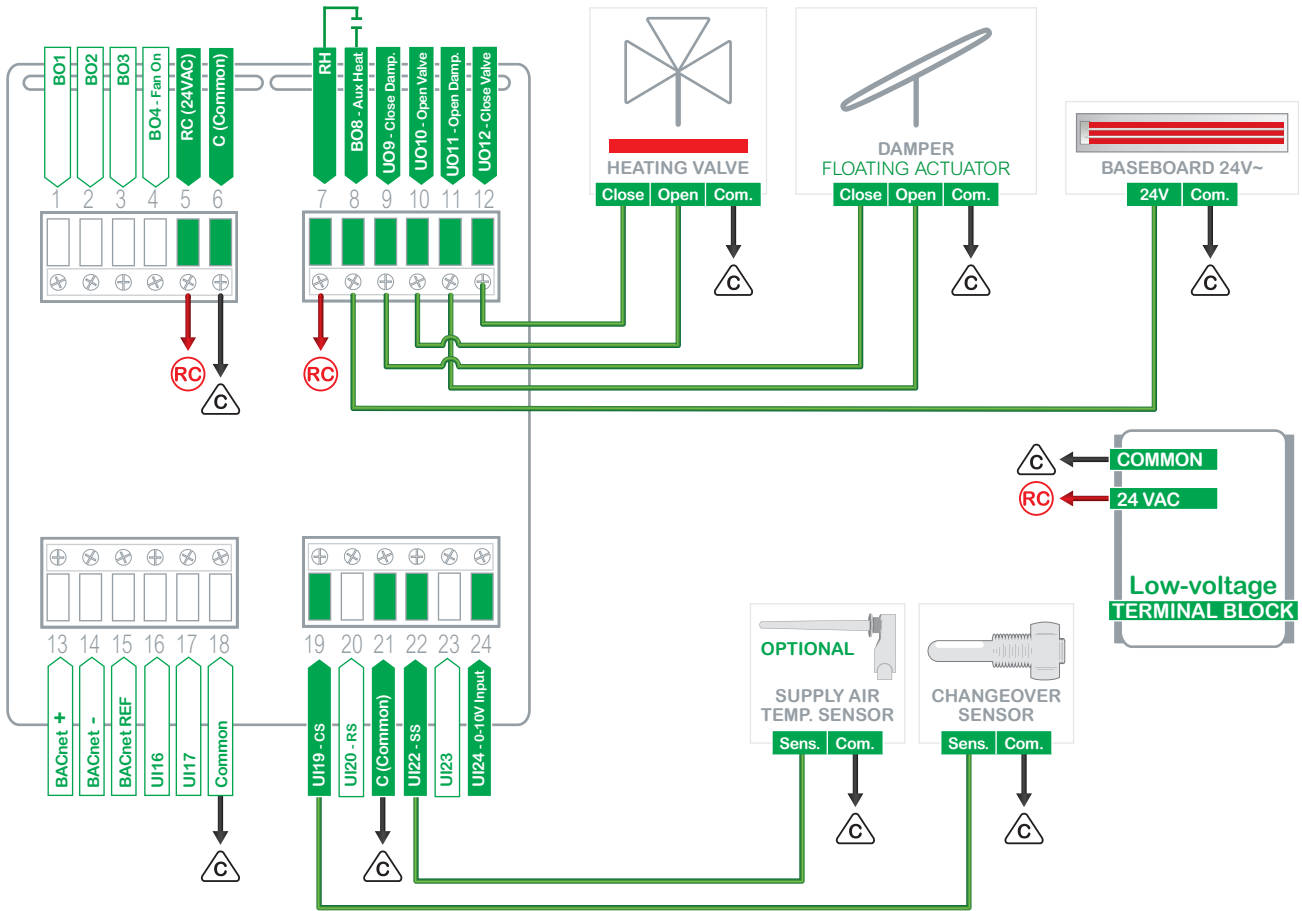 BO1
BO2
BO3
BO4 - Fan On
RC (24VAC)
C (Common)
RH
BO8 - Aux Heat
UO9 - Close Damp.
UO10 - Open Valve
UO11 - Open Damp.
UO12 - Close Valve
1 2 3 4 5 6
7 8 9 10 11 12
HEATING VALVE
Close Open Com.
DAMPER
FLOATING ACTUATOR
Close Open Com.
BASEBOARD 24V~
24V Com.
C
C
C
RC
C
RC
C
COMMON
RC
24 VAC
Low-voltage
TERMINAL BLOCK
13 14 15 16 17 18
19 20 21 22 23 24
BACnet +
BACnet -
BACnet REF
UI16
UI17
Common
UI19 - CS
UI20 - RS
C (Common)
UI22 - SS
UI23
UI24 - 0-10V Input
OPTIONAL
SUPPLY AIR
TEMP. SENSOR
Sens. Com.
CHANGEOVER
SENSOR
Sens. Com.
C
C
C
C